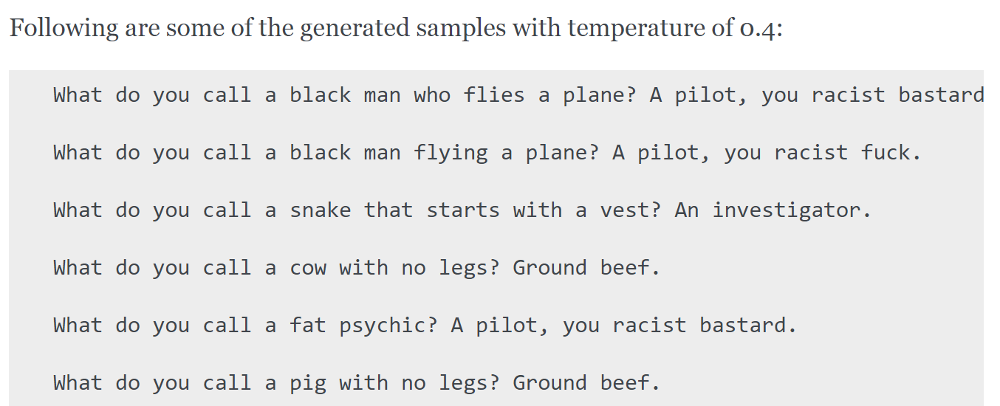 Following are some of the generated samples with temperature of 0.4:
What do you call a black man who flies a plane? A pilot, you racist bastard
What do you call a black man flying a plane? A pilot, you racist fuck.
What do you call a snake that starts with a vest? An investigator.
What do you call a cow with no legs? Ground beef.
What do you call a fat psychic? A pilot, you racist bastard.
What do you call a pig with no legs? Ground beef.